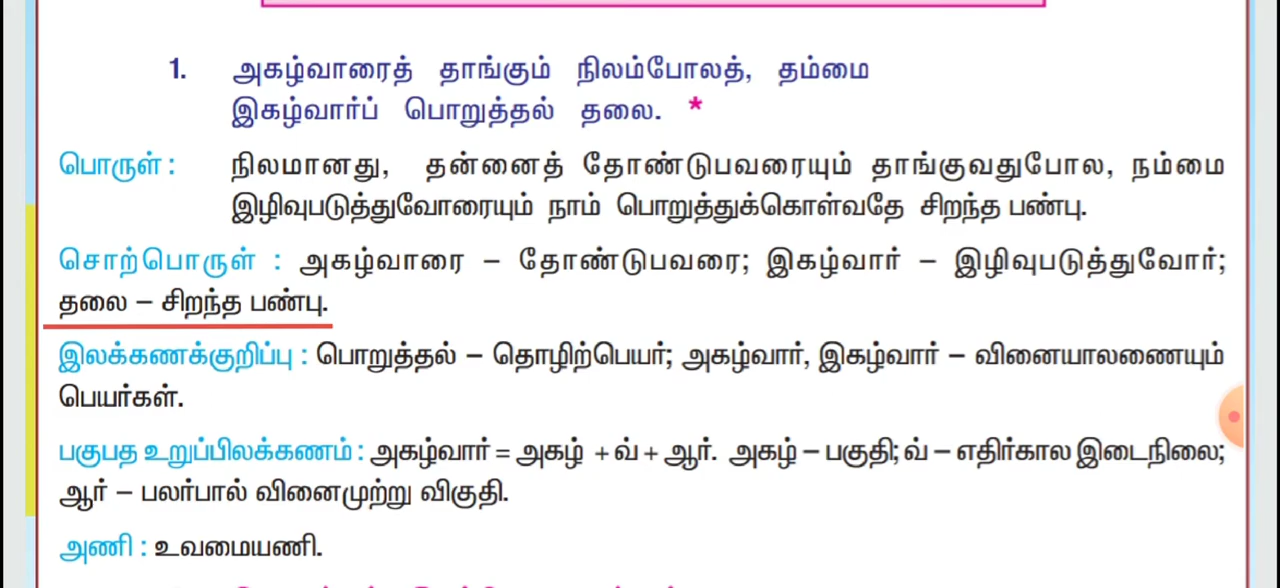 1. அகழ்வாரைத் தாங்கும் நிலம்போலத், தம்மை
இகழ்வார்ப் பொறுத்தல் தலை. *
பொருள் : நிலமானது, தன்னைத் தோண்டுபவரையும் தாங்குவதுபோல, நம்மை
இழிவுபடுத்துவோரையும் நாம் பொறுத்துக்கொள்வதே சிறந்த பண்பு.
சொற்பொருள் : அகழ்வாரை – தோண்டுபவரை; இகழ்வார் – இழிவுபடுத்துவோர்;
தலை – சிறந்த பண்பு.
இலக்கணக்குறிப்பு : பொறுத்தல் – தொழிற்பெயர்; அகழ்வார், இகழ்வார் – வினையாலணையும்
பெயர்கள்.
பகுபத உறுப்பிலக்கணம் : அகழ்வார் = அகழ் + வ் + ஆர். அகழ் – பகுதி; வ் – எதிர்கால இடைநிலை;
ஆர் – பலர்பால் வினைமுற்று விகுதி.
அணி : உவமையணி.